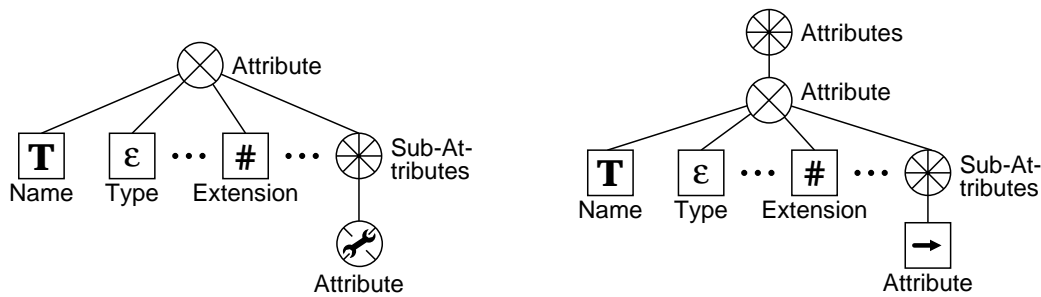 Attribute
T
ε
•••
#
•••
Sub-At-
tributes
Name
Type
Extension
Attribute
Attributes
Attribute
T
ε
•••
#
•••
Sub-At-
tributes
Name
Type
Extension
Attribute